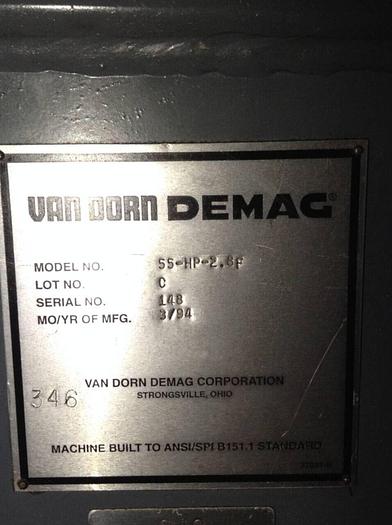 VAN DORN DEMAG®
MODEL NO. 55-HP-2.8F
LOT NO. C
SERIAL NO. 148
MO/YR OF MFG. 3/94
VAN DORN DEMAG CORPORATION
STRONGSVILLE, OHIO
346
MACHINE BUILT TO ANSI/SPI B151.1 STANDARD